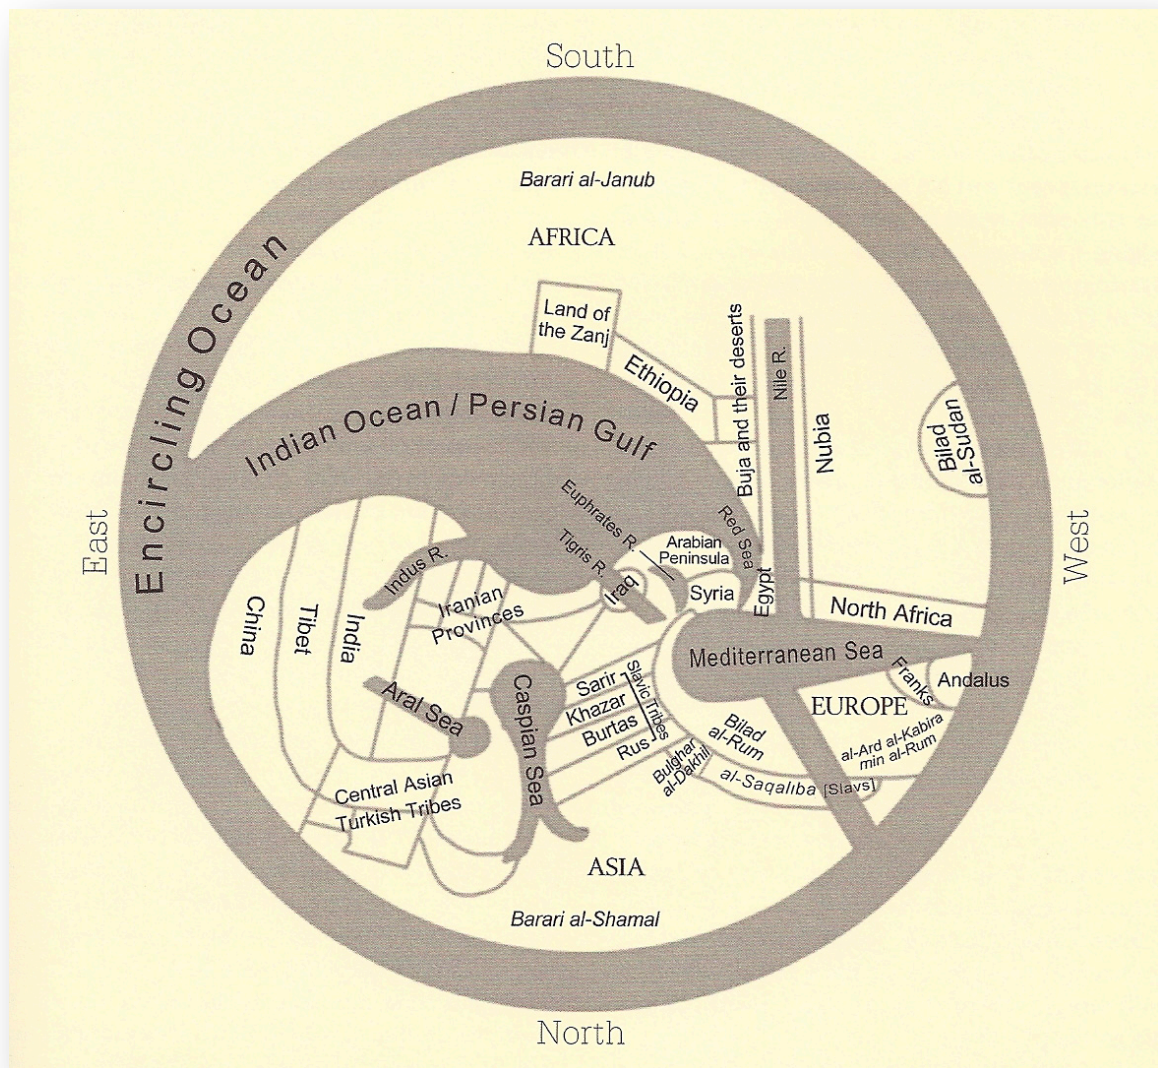 South
Barari al-Janub
AFRICA
Encircling Ocean
Land of
the Zanj
Ethiopia
Buja and their deserts
Nile R.
Nubia
Bilad
al-Sudan
Indian Ocean / Persian Gulf
Red Sea
Euphrates R.
Tigris R.
Arabian
Peninsula
East
West
Indus R.
Iraq
Syria
Egypt
North Africa
China
Tibet
India
Iranian
Provinces
Mediterranean Sea
Franks
Andalus
EUROPE
Aral Sea
Caspian Sea
Sarir
Khazar
Burtas
Rus
Slavic Tribes
Bulghar
al-Dakhil
Bilad
al-Rum
al-Ard al-Kabira
min al-Rum
al-Saqaliba [Slavs]
Central Asian
Turkish Tribes
ASIA
Barari al-Shamal
North